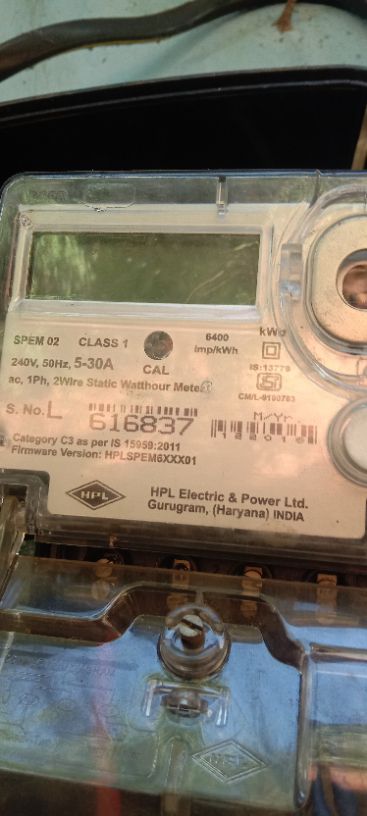 SPEM 02 CLASS 1 6400 imp/kWh kWh
240V, 50Hz, 5-30A CAL IS:13779
ac, 1Ph, 2Wire Static Watthour Meter CM/L-9190783
S. No. L 616837 M/Yr
Category C3 as per IS 15959:2011
Firmware Version: HPLSPEM6XXX01
HPL HPL Electric & Power Ltd.
Gurugram, (Haryana) INDIA
HPL